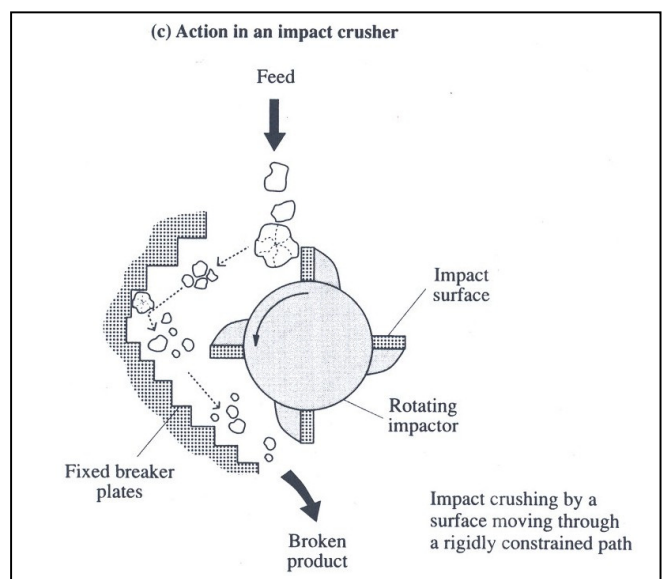 (c) Action in an impact crusher
Feed
Impact
surface
Rotating
impactor
Fixed breaker
plates
Broken
product
Impact crushing by a
surface moving through
a rigidly constrained path